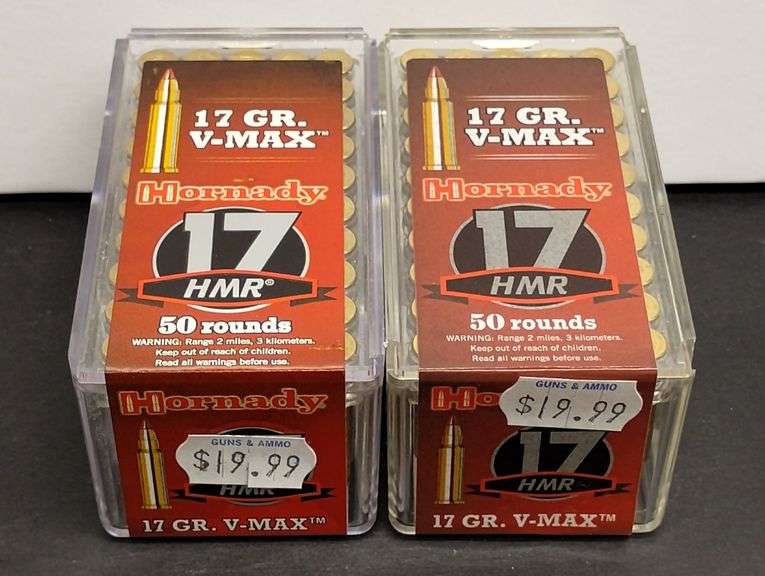 17 GR.
V-MAX™
Hornady
17
HMR®
50 rounds
WARNING: Range 2 miles, 3 kilometers.
Keep out of reach of children.
Read all warnings before use.
Hornady
GUNS & AMMO
$19.99
HMR
17 GR. V-MAX™
17 GR.
V-MAX™
Hornady
17
HMR
50 rounds
WARNING: Range 2 miles, 3 kilometers.
Keep out of reach of children.
Read all warnings before use.
Ho
GUNS & AMMO
$19.99
17
HMR
17 GR. V-MAX™